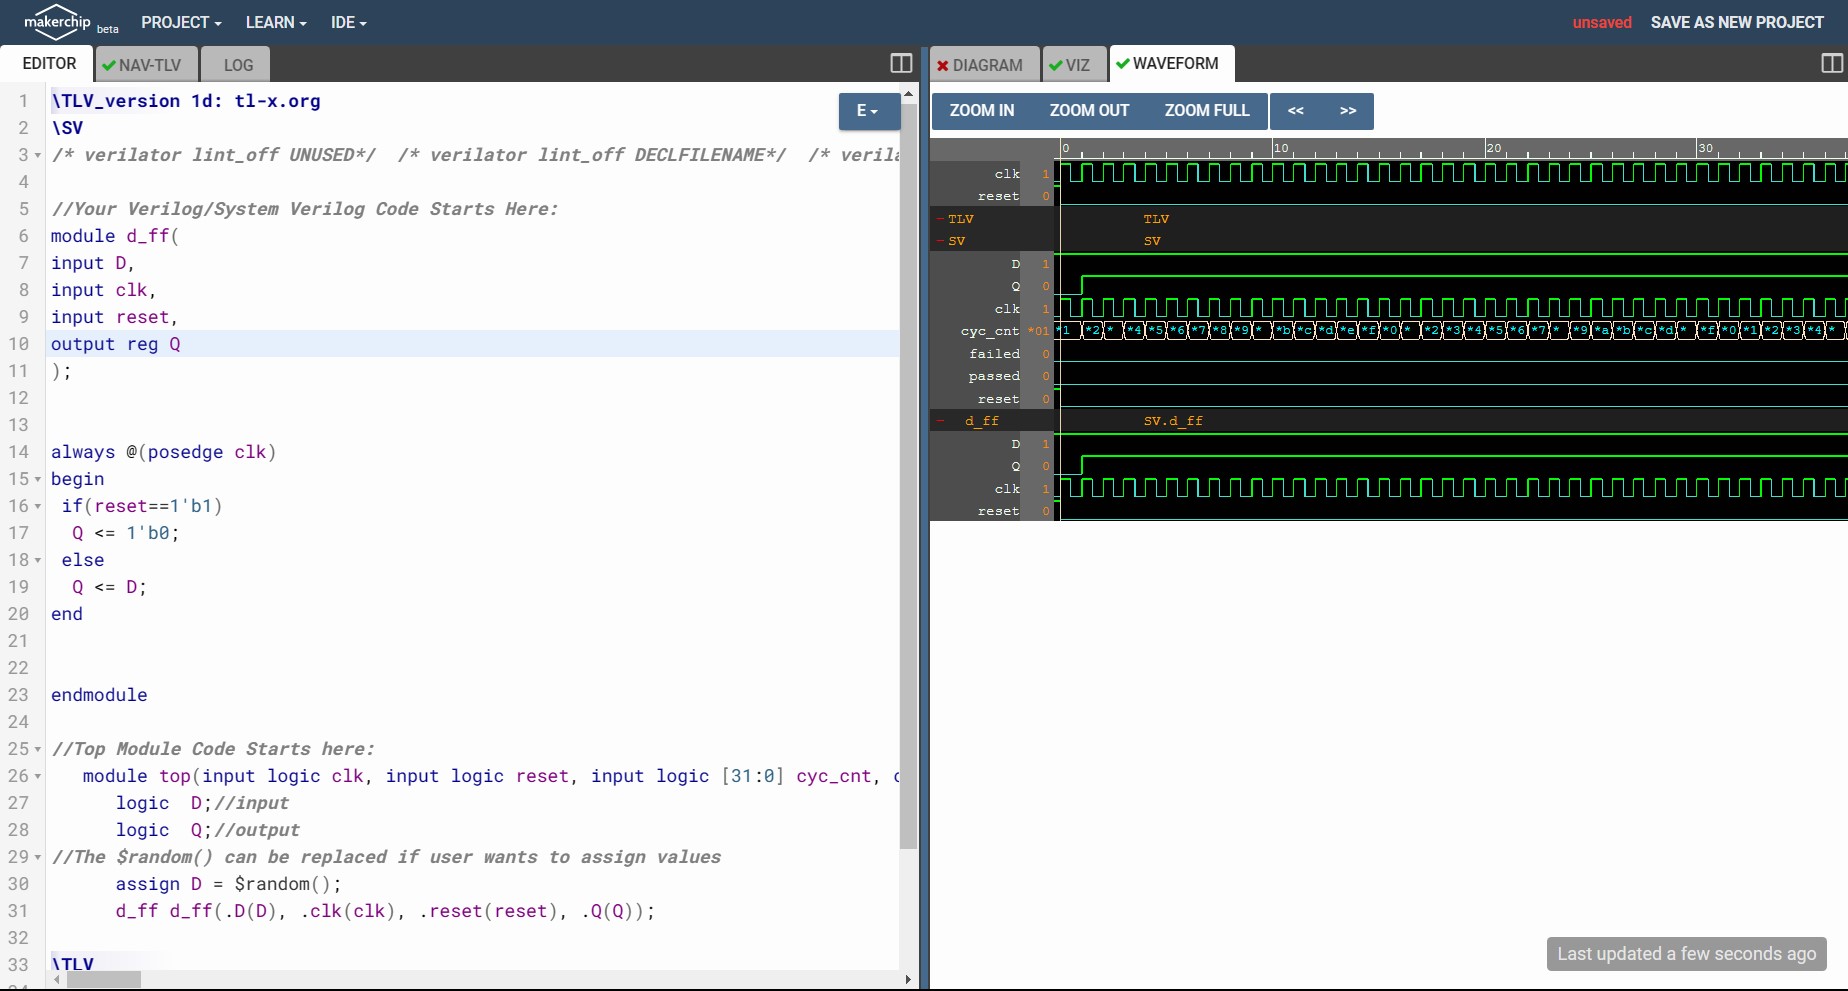 makerchip beta PROJECT LEARN IDE unsaved SAVE AS NEW PROJECT
EDITOR NAV-TLV LOG
1 \TLV_version 1d: tl-x.org
2 \SV
3 /* verilator lint_off UNUSED*/ /* verilator lint_off DECLFILENAME*/ /* veril
4
5 //Your Verilog/System Verilog Code Starts Here:
6 module d_ff(
7 input D,
8 input clk,
9 input reset,
10 output reg Q
11 );
12
13
14 always @(posedge clk)
15 begin
16 if(reset==1'b1)
17 Q <= 1'b0;
18 else
19 Q <= D;
20 end
21
22
23 endmodule
24
25 //Top Module Code Starts here:
26 module top(input logic clk, input logic reset, input logic [31:0] cyc_cnt,
27 logic D;//input
28 logic Q;//output
29 //The $random() can be replaced if user wants to assign values
30 assign D = $random();
31 d_ff d_ff(.D(D), .clk(clk), .reset(reset), .Q(Q));
32
33 \TLV
E
DIAGRAM VIZ WAVEFORM
ZOOM IN ZOOM OUT ZOOM FULL << >>
0 10 20 30
clk 1
reset 0
TLV TLV
SV SV
D 1
Q 0
clk 1
cyc_cnt *01 *1 *2 * *4 *5 *6 *7 *8 *9 * *b *c *d *e *f *0 * *2 *3 *4 *5 *6 *7 * *9 *a *b *c *d * *f *0 *1 *2 *3 *4 *
failed 0
passed 0
reset 0
d_ff SV.d_ff
D 1
Q 0
clk 1
reset 0
Last updated a few seconds ago